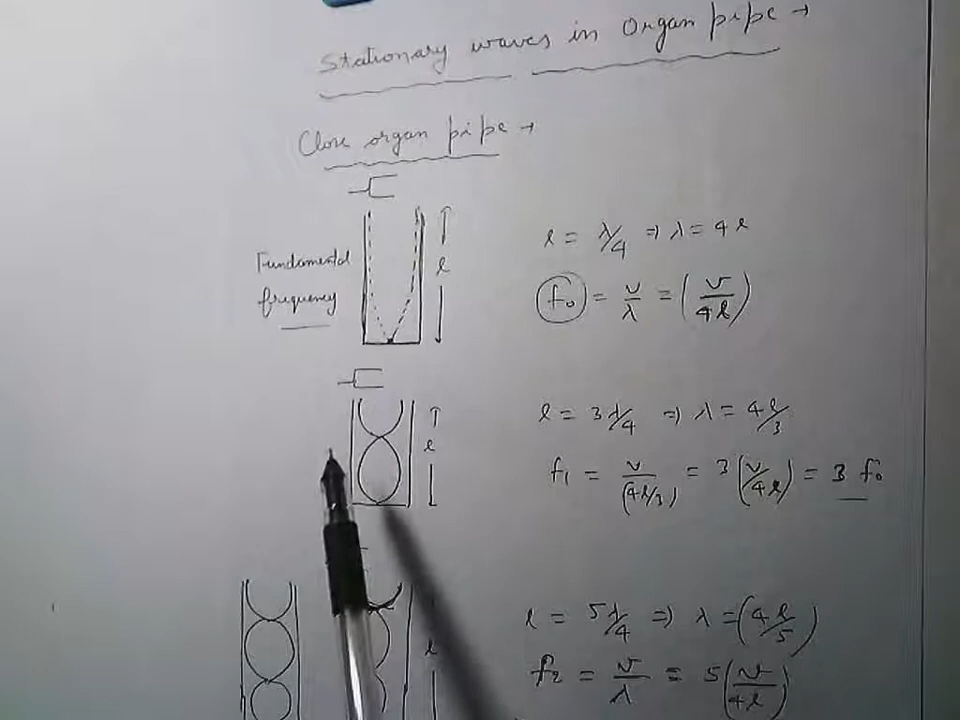 Stationary waves in Organ pipe →
Close organ pipe →
Fundamental
frequency
l
l = λ/4 ⇒ λ = 4l
f₀ = v/λ = (v/4l)
l
l = 3λ/4 ⇒ λ = 4l/3
f₁ = v/(4l/3) = 3(v/4l) = 3 f₀
l
l = 5λ/4 ⇒ λ = (4l/5)
f₂ = v/λ = 5(v/4l)